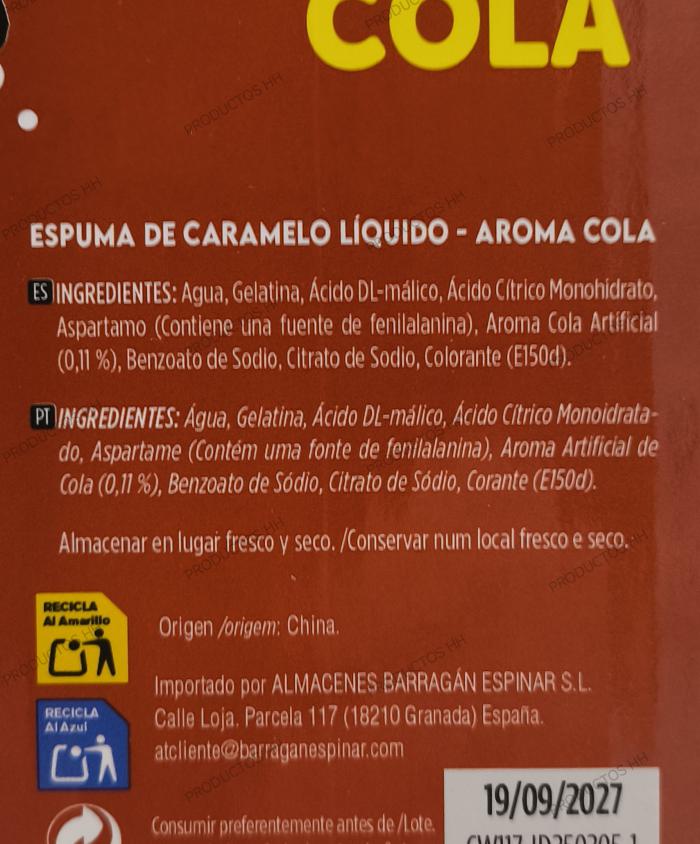 COLA
ESPUMA DE CARAMELO LÍQUIDO - AROMA COLA
ES INGREDIENTES: Agua, Gelatina, Ácido DL-málico, Ácido Cítrico Monohidrato,
Aspartamo (Contiene una fuente de fenilalanina), Aroma Cola Artificial
(0,11 %), Benzoato de Sodio, Citrato de Sodio, Colorante (E150d).
PT INGREDIENTES: Água, Gelatina, Ácido DL-málico, Ácido Cítrico Monoidrata-
do, Aspartame (Contém uma fonte de fenilalanina), Aroma Artificial de
Cola (0,11 %), Benzoato de Sódio, Citrato de Sódio, Corante (E150d).
Almacenar en lugar fresco y seco. /Conservar num local fresco e seco.
RECICLA
Al Amarillo
Origen /origem: China.
Importado por ALMACENES BARRAGÁN ESPINAR S.L.
RECICLA
Al Azul
Calle Loja. Parcela 117 (18210 Granada) España.
atcliente@barraganespinar.com
19/09/2027
Consumir preferentemente antes de /Lote.
PRODUCTOS HH